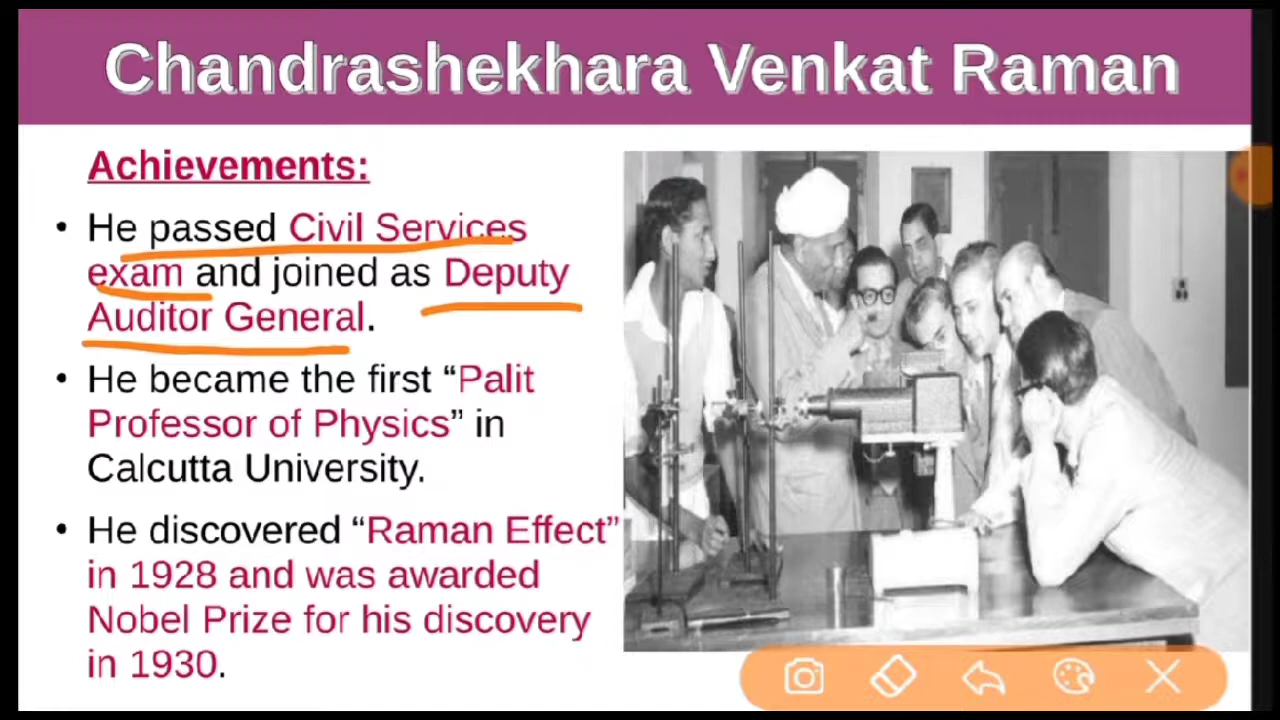 Chandrashekhara Venkat Raman
Achievements:
• He passed Civil Services
exam and joined as Deputy
Auditor General.
• He became the first “Palit
Professor of Physics” in
Calcutta University.
• He discovered “Raman Effect”
in 1928 and was awarded
Nobel Prize for his discovery
in 1930.